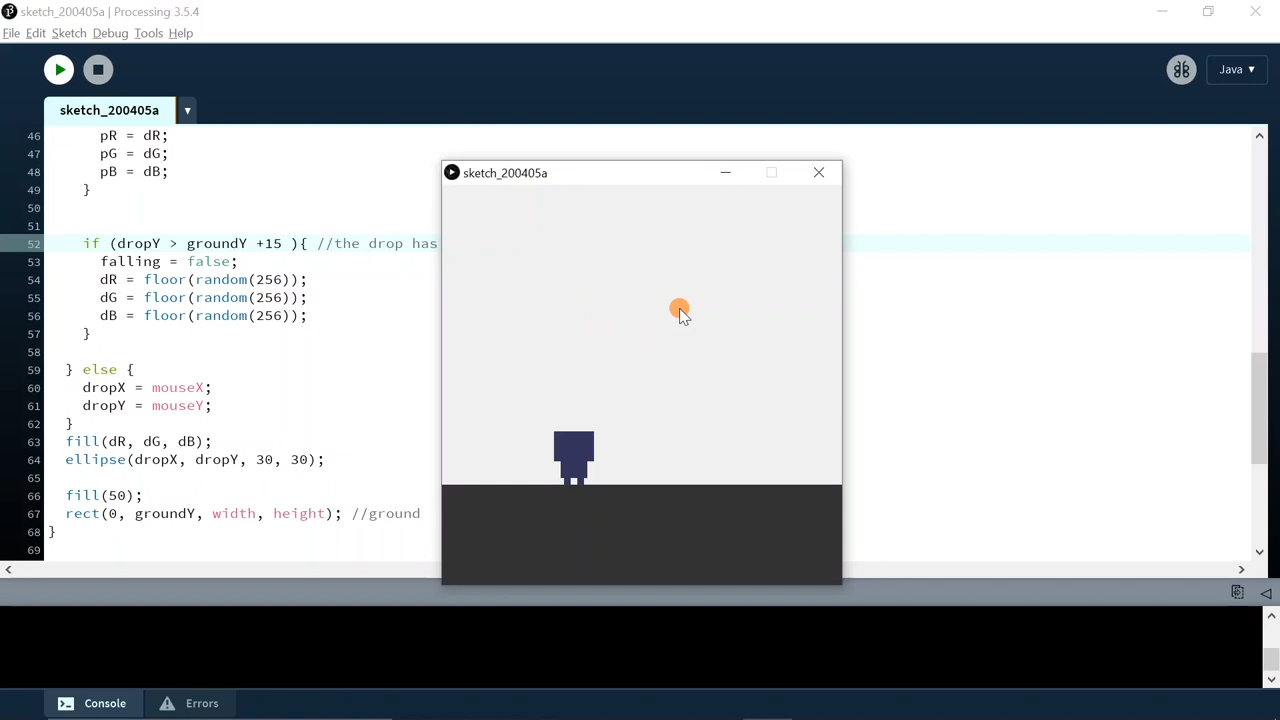 sketch_200405a | Processing 3.5.4
File Edit Sketch Debug Tools Help
Java ▾
sketch_200405a ▾
46 pR = dR;
47 pG = dG;
48 pB = dB;
49 }
50
51
52 if (dropY > groundY +15 ){ //the drop has
53 falling = false;
54 dR = floor(random(256));
55 dG = floor(random(256));
56 dB = floor(random(256));
57 }
58
59 } else {
60 dropX = mouseX;
61 dropY = mouseY;
62 }
63 fill(dR, dG, dB);
64 ellipse(dropX, dropY, 30, 30);
65
66 fill(50);
67 rect(0, groundY, width, height); //ground
68 }
69
sketch_200405a
Console
Errors